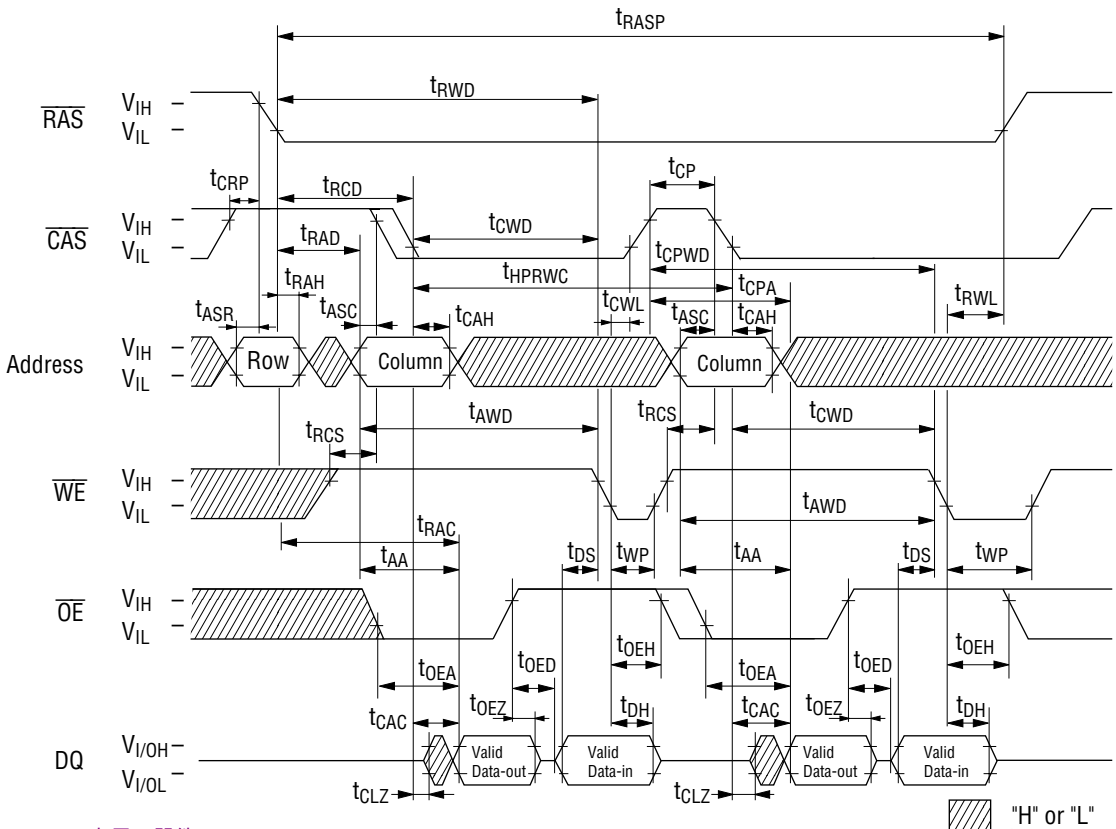 tRASP
tRWD
RAS
VIH
VIL
tCRP
tRCD
tCP
CAS
VIH
VIL
tRAD
tCWD
tCPWD
tHPRWC
tRAH
tASR
tASC
tCAH
tCWL
tCPA
tASC
tCAH
tRWL
Address
VIH
VIL
Row
Column
Column
tRCS
tAWD
tRCS
tCWD
WE
VIH
VIL
tRAC
tAWD
tAA
tDS
tWP
tAA
tDS
tWP
OE
VIH
VIL
tOEA
tOED
tOEH
tOEA
tOED
tOEH
tCAC
tOEZ
tDH
tCAC
tOEZ
tDH
DQ
VI/OH
VI/OL
Valid
Data-out
Valid
Data-in
Valid
Data-out
Valid
Data-in
tCLZ
tCLZ
"H" or "L"